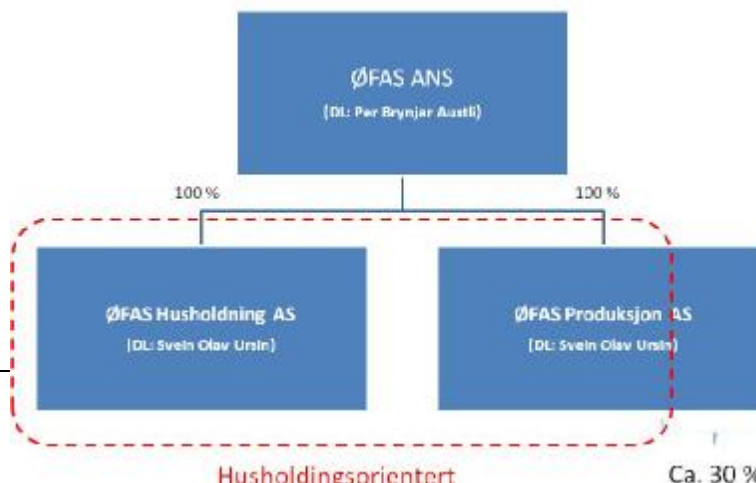 ØFAS ANS
(DL: Per Brynjar Austli)
100 %
100 %
ØFAS Husholdning AS
(DL: Svein Olav Ursin)
ØFAS Produksjon AS
(DL: Svein Olav Ursin)
Husholdingsorientert
Ca. 30 %